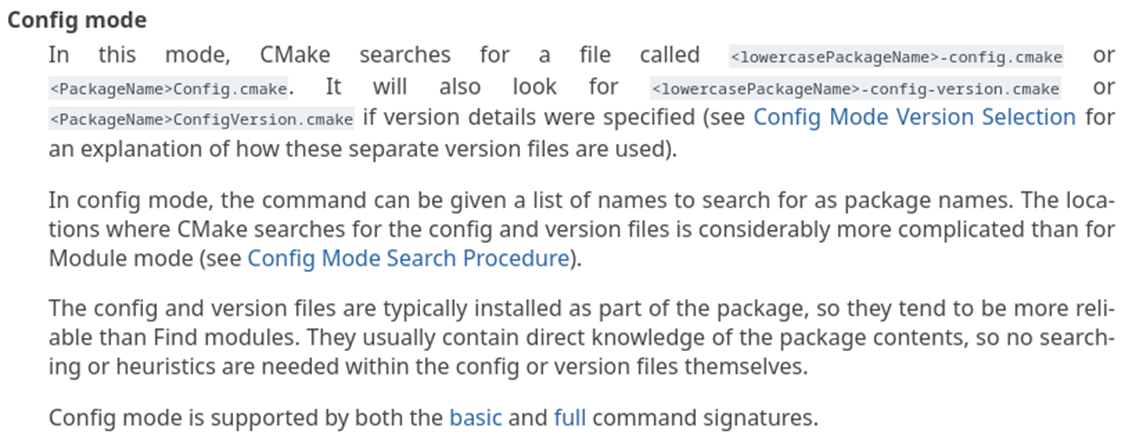 Config mode
In this mode, CMake searches for a file called <lowercasePackageName>-config.cmake or
<PackageName>Config.cmake. It will also look for <lowercasePackageName>-config-version.cmake or
<PackageName>ConfigVersion.cmake if version details were specified (see Config Mode Version Selection for
an explanation of how these separate version files are used).
In config mode, the command can be given a list of names to search for as package names. The loca-
tions where CMake searches for the config and version files is considerably more complicated than for
Module mode (see Config Mode Search Procedure).
The config and version files are typically installed as part of the package, so they tend to be more reli-
able than Find modules. They usually contain direct knowledge of the package contents, so no search-
ing or heuristics are needed within the config or version files themselves.
Config mode is supported by both the basic and full command signatures.